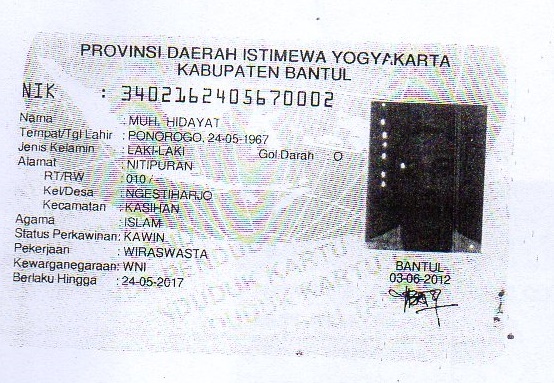 PROVINSI DAERAH ISTIMEWA YOGYAKARTA
KABUPATEN BANTUL
NIK : 3402162405670002
Nama : MUH. HIDAYAT
Tempat/Tgl Lahir : PONOROGO, 24-05-1967
Jenis Kelamin : LAKI-LAKI Gol Darah O
Alamat : NITIPURAN
RT/RW : 010 /
Kel/Desa : NGESTIHARJO
Kecamatan : KASIHAN
Agama : ISLAM
Status Perkawinan: KAWIN
Pekerjaan : WIRASWASTA
Kewarganegaraan: WNI
Berlaku Hingga : 24-05-2017
BANTUL
03-06-2012